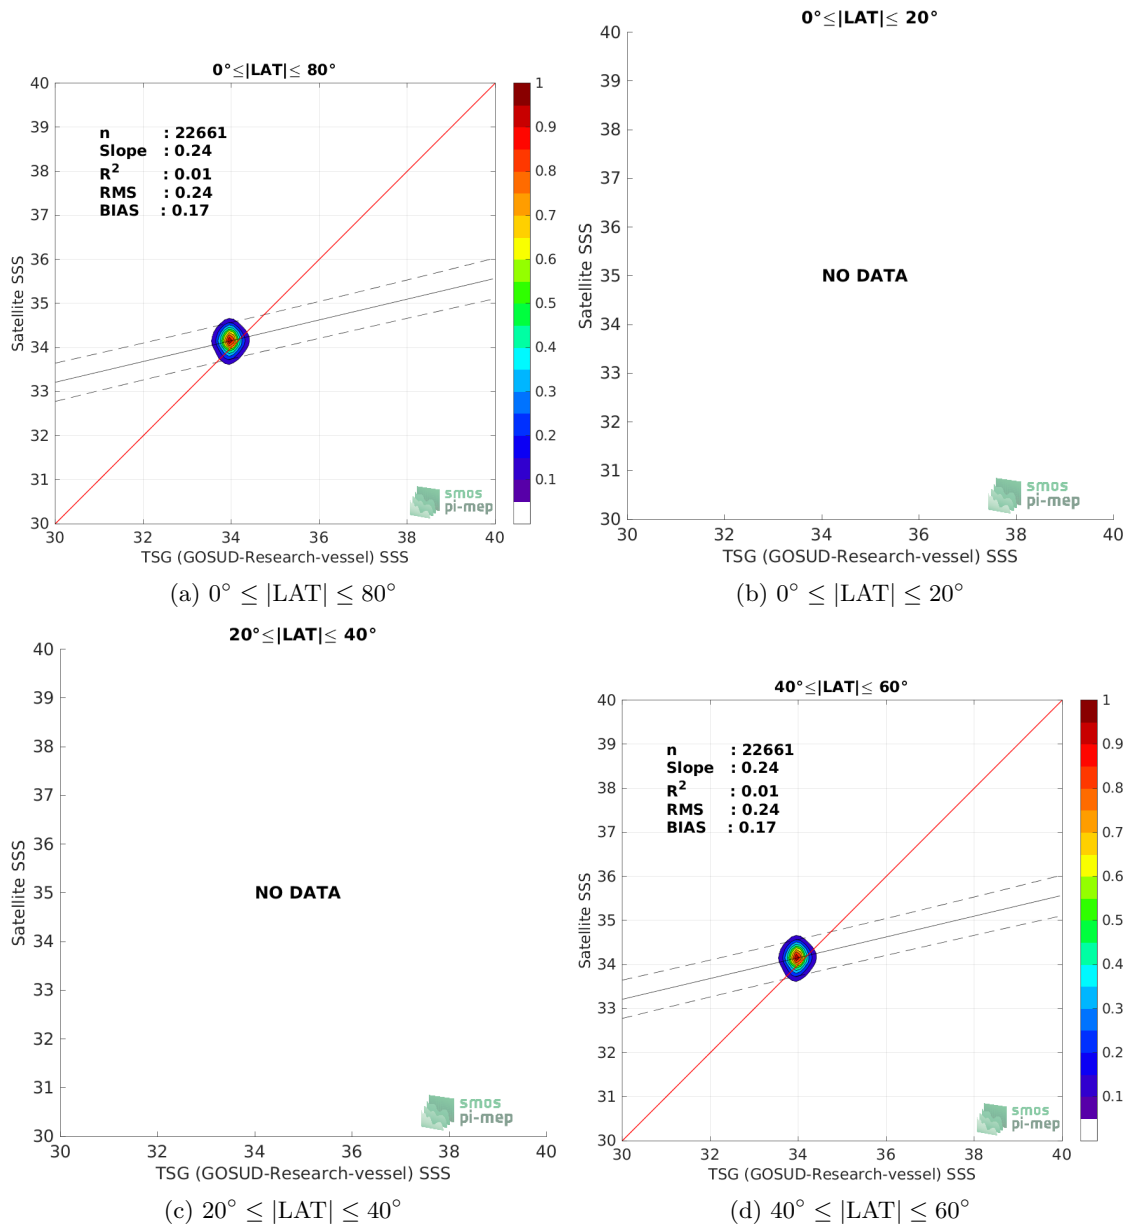 0°≤|LAT|≤ 80°
40
39
38
37
36
35
34
33
32
31
30
n : 22661
Slope : 0.24
R² : 0.01
RMS : 0.24
BIAS : 0.17
Satellite SSS
30 32 34 36 38 40
TSG (GOSUD-Research-vessel) SSS
1
0.9
0.8
0.7
0.6
0.5
0.4
0.3
0.2
0.1
smos
pi-mep
(a) 0° ≤ |LAT| ≤ 80°
0°≤|LAT|≤ 20°
40
39
38
37
36
35
34
33
32
31
30
Satellite SSS
NO DATA
smos
pi-mep
30 32 34 36 38 40
TSG (GOSUD-Research-vessel) SSS
(b) 0° ≤ |LAT| ≤ 20°
20°≤|LAT|≤ 40°
40
39
38
37
36
35
34
33
32
31
30
Satellite SSS
NO DATA
smos
pi-mep
30 32 34 36 38 40
TSG (GOSUD-Research-vessel) SSS
(c) 20° ≤ |LAT| ≤ 40°
40°≤|LAT|≤ 60°
40
39
38
37
36
35
34
33
32
31
30
n : 22661
Slope : 0.24
R² : 0.01
RMS : 0.24
BIAS : 0.17
Satellite SSS
30 32 34 36 38 40
TSG (GOSUD-Research-vessel) SSS
1
0.9
0.8
0.7
0.6
0.5
0.4
0.3
0.2
0.1
smos
pi-mep
(d) 40° ≤ |LAT| ≤ 60°